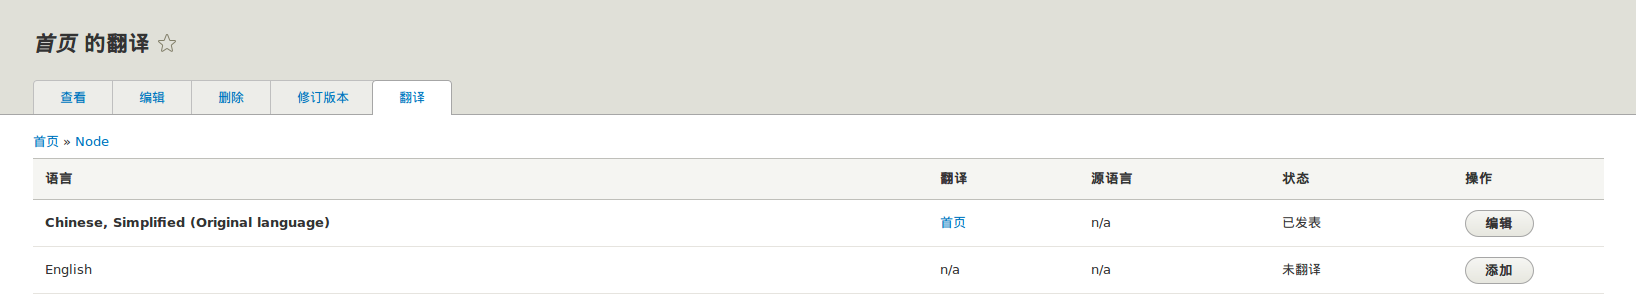 首页 的翻译
查看 编辑 删除 修订版本 翻译
首页 » Node
语言 翻译 源语言 状态 操作
Chinese, Simplified (Original language) 首页 n/a 已发表 编辑
English n/a n/a 未翻译 添加